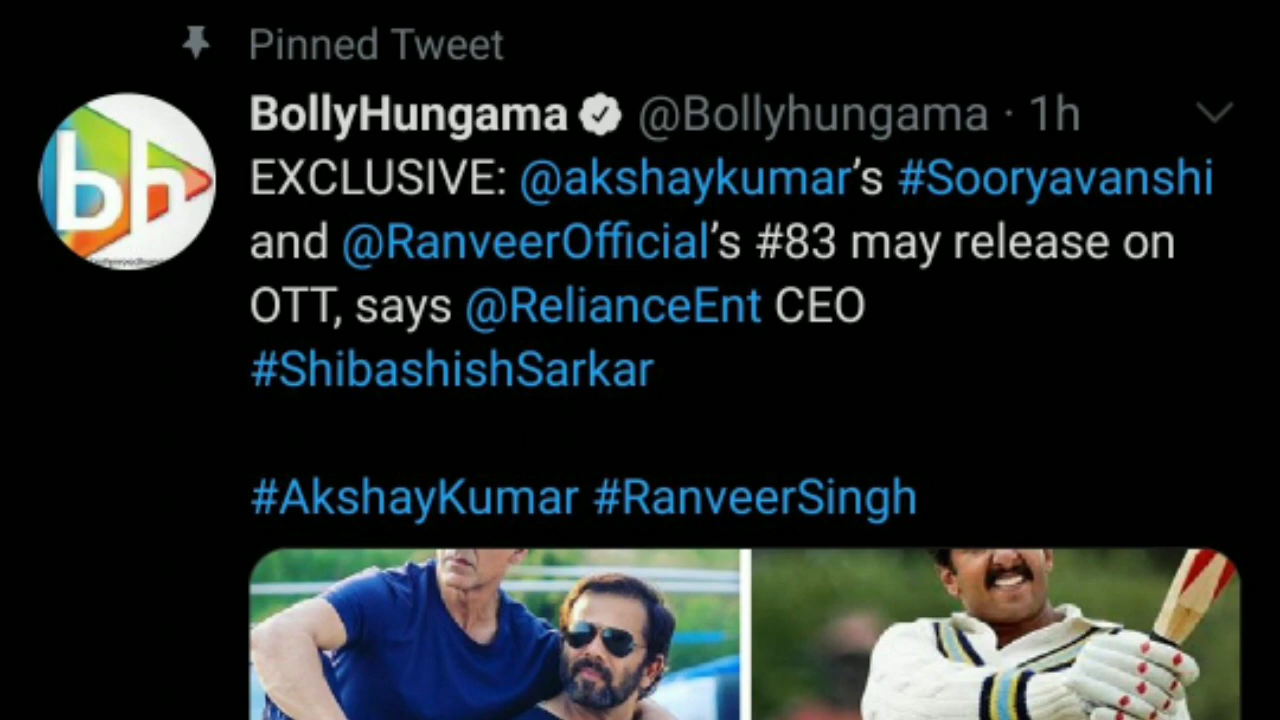 Pinned Tweet
BollyHungama @Bollyhungama · 1h
EXCLUSIVE: @akshaykumar’s #Sooryavanshi
and @RanveerOfficial’s #83 may release on
OTT, says @RelianceEnt CEO
#ShibashishSarkar
#AkshayKumar #RanveerSingh
bh